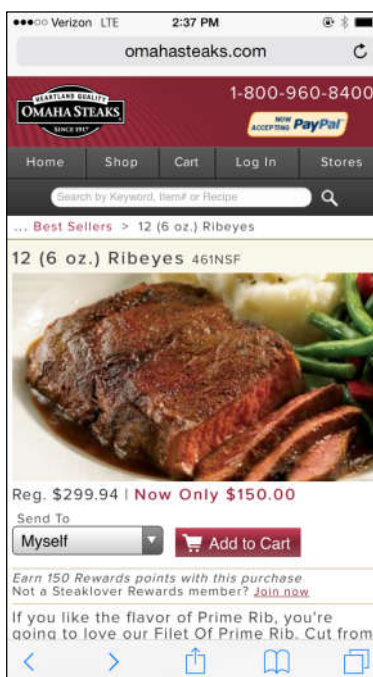 Verizon LTE 2:37 PM
omahasteaks.com
1-800-960-8400
HEARTLAND QUALITY
OMAHA STEAKS
SINCE 1917
NOW ACCEPTING PayPal
Home Shop Cart Log In Stores
Search by Keyword, Item# or Recipe
... Best Sellers > 12 (6 oz.) Ribeyes
12 (6 oz.) Ribeyes 461NSF
Reg. $299.94 | Now Only $150.00
Send To
Myself Add to Cart
Earn 150 Rewards points with this purchase
Not a Steaklover Rewards member? Join now
If you like the flavor of Prime Rib, you're
going to love our Filet Of Prime Rib. Cut from